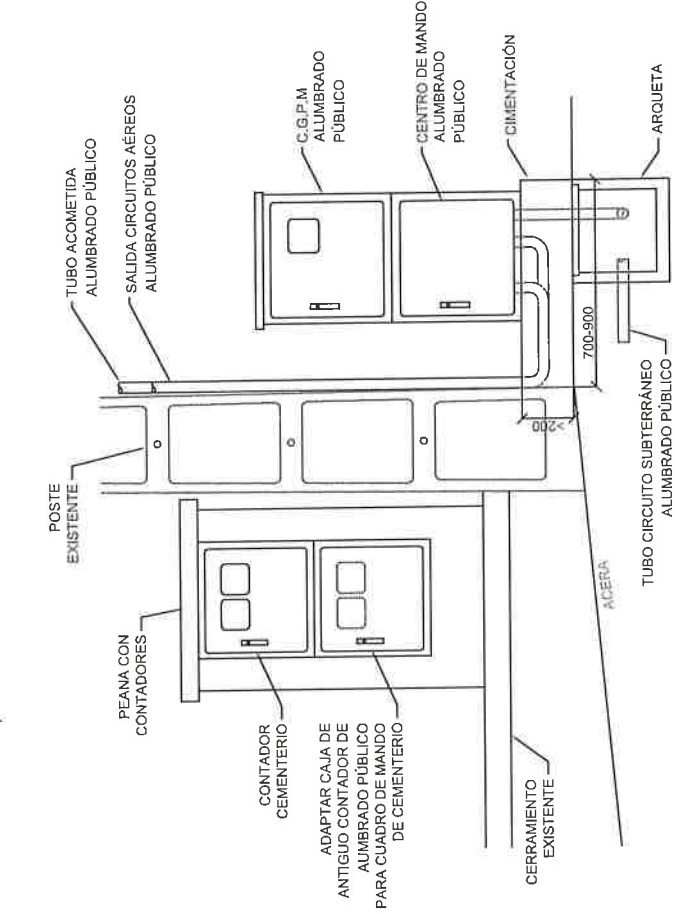 TUBO ACOMETIDA
ALUMBRADO PÚBLICO
SALIDA CIRCUITOS AÉREOS
ALUMBRADO PÚBLICO
C.G.P.M
ALUMBRADO
PÚBLICO
CENTRO DE MANDO
ALUMBRADO
PÚBLICO
CIMENTACIÓN
ARQUETA
POSTE
EXISTENTE
700-900
>200
TUBO CIRCUITO SUBTERRÁNEO
ALUMBRADO PÚBLICO
PEANA CON
CONTADORES
ACERA
CONTADOR
CEMENTERIO
ADAPTAR CAJA DE
ANTIGUO CONTADOR DE
AUMBRADO PÚBLICO
PARA CUADRO DE MANDO
DE CEMENTERIO
CERRAMIENTO
EXISTENTE